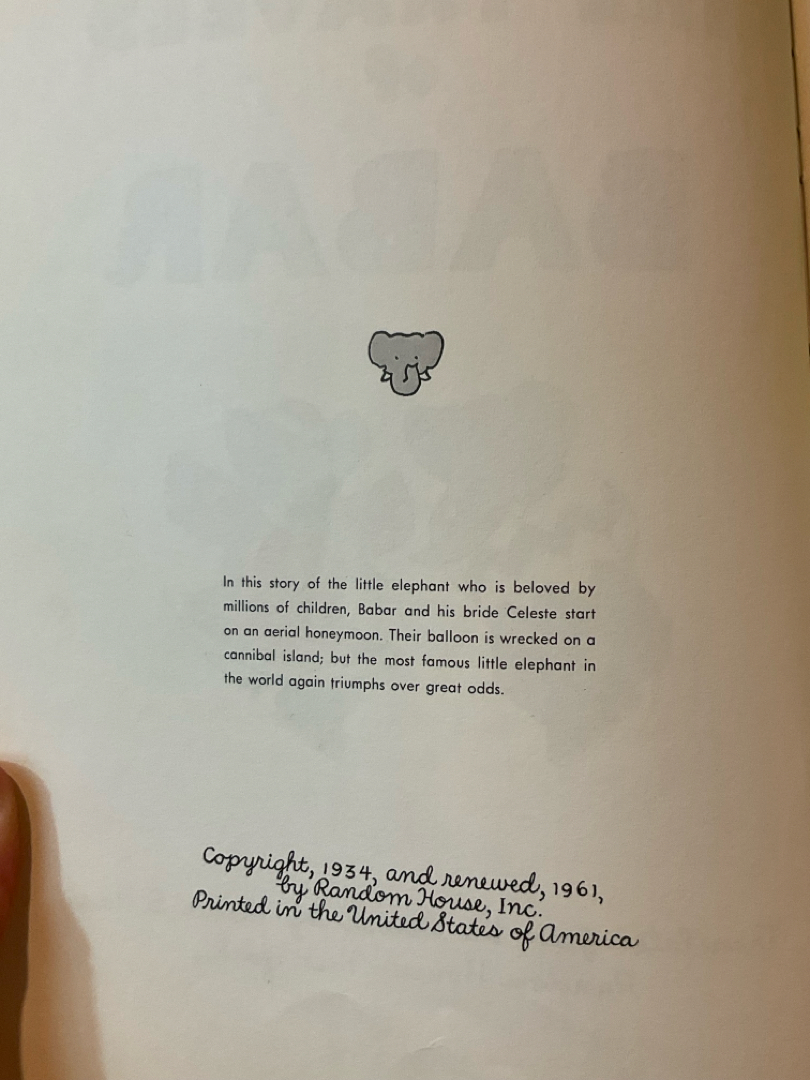 In this story of the little elephant who is beloved by
millions of children, Babar and his bride Celeste start
on an aerial honeymoon. Their balloon is wrecked on a
cannibal island; but the most famous little elephant in
the world again triumphs over great odds.
Copyright, 1934, and renewed, 1961,
by Random House, Inc.
Printed in the United States of America